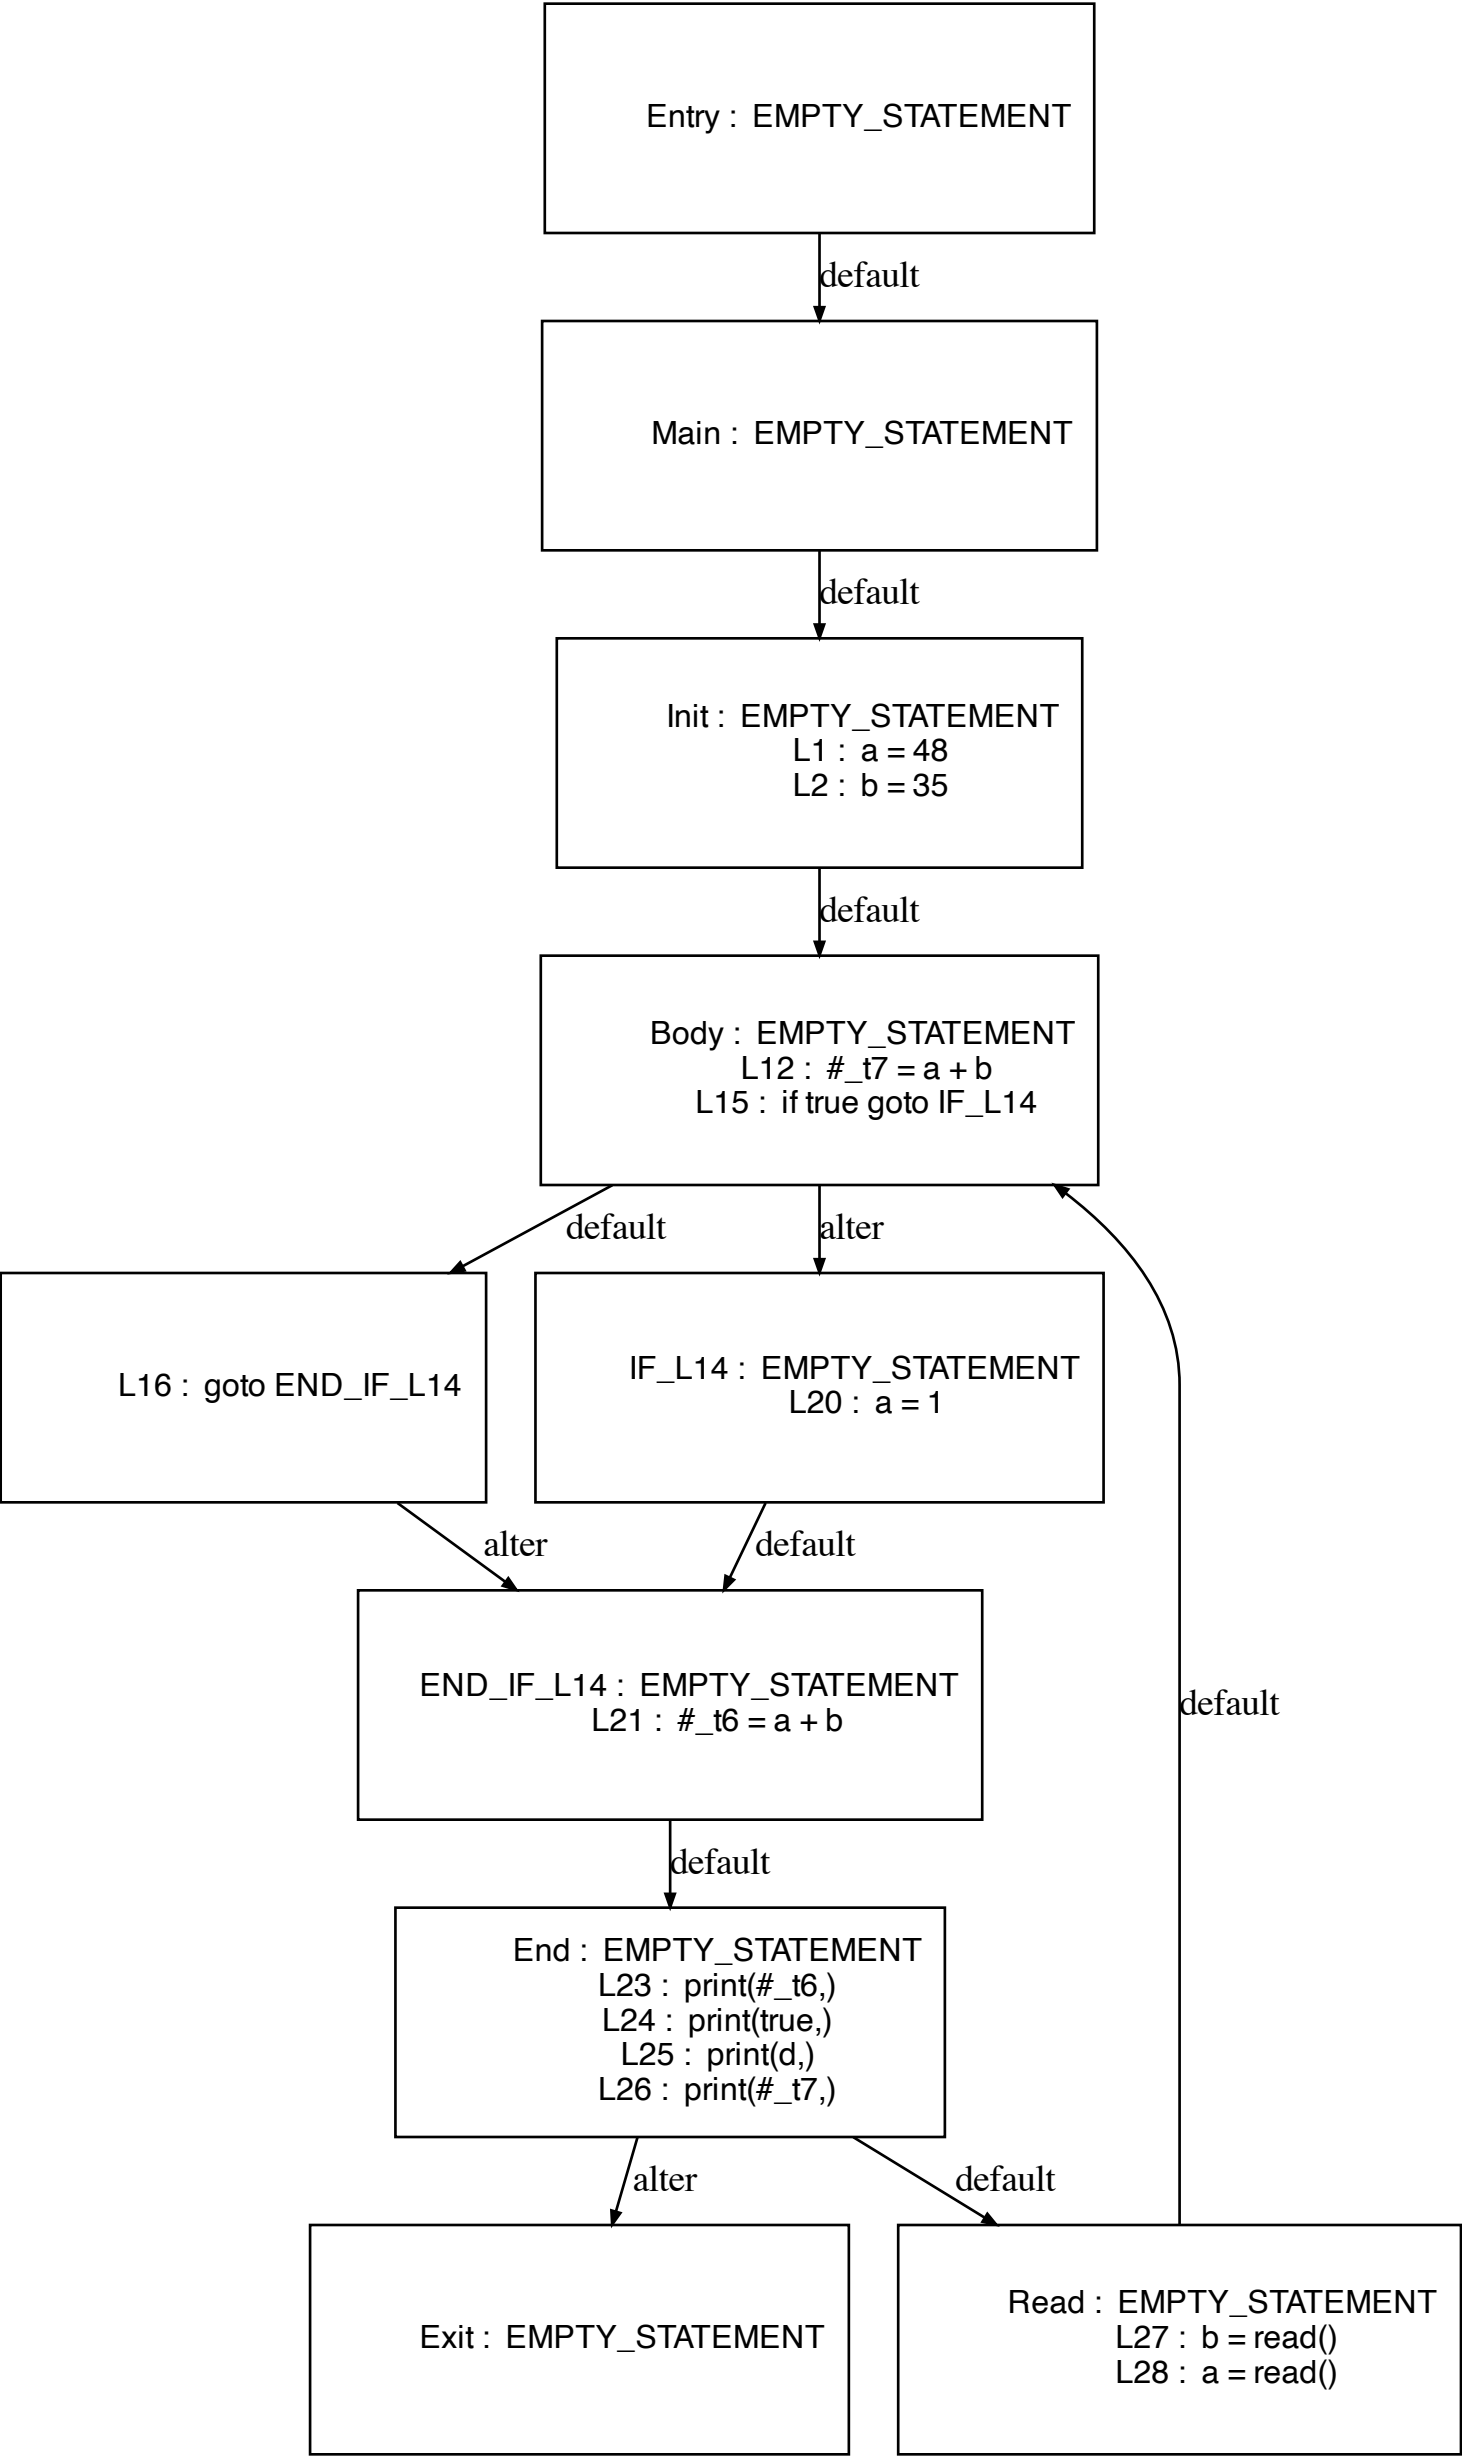 Entry : EMPTY_STATEMENT
default
Main : EMPTY_STATEMENT
default
Init : EMPTY_STATEMENT
L1 : a = 48
L2 : b = 35
default
Body : EMPTY_STATEMENT
L12 : #_t7 = a + b
L15 : if true goto IF_L14
default
alter
L16 : goto END_IF_L14
IF_L14 : EMPTY_STATEMENT
L20 : a = 1
alter
default
END_IF_L14 : EMPTY_STATEMENT
L21 : #_t6 = a + b
default
default
End : EMPTY_STATEMENT
L23 : print(#_t6,)
L24 : print(true,)
L25 : print(d,)
L26 : print(#_t7,)
alter
default
Exit : EMPTY_STATEMENT
Read : EMPTY_STATEMENT
L27 : b = read()
L28 : a = read()